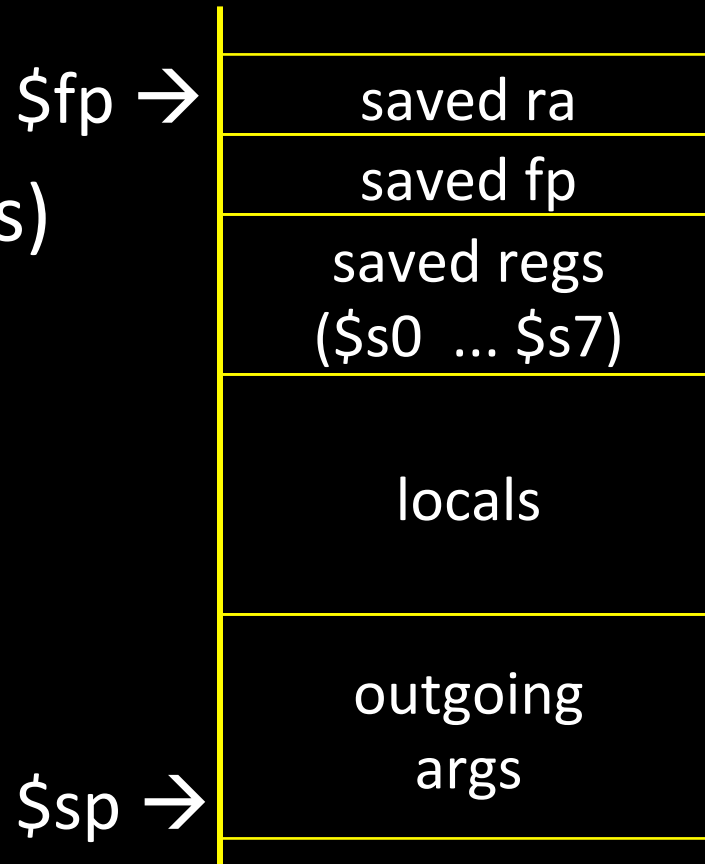 $fp →
saved ra
saved fp
s)
saved regs
($s0 ... $s7)
locals
outgoing
args
$sp →